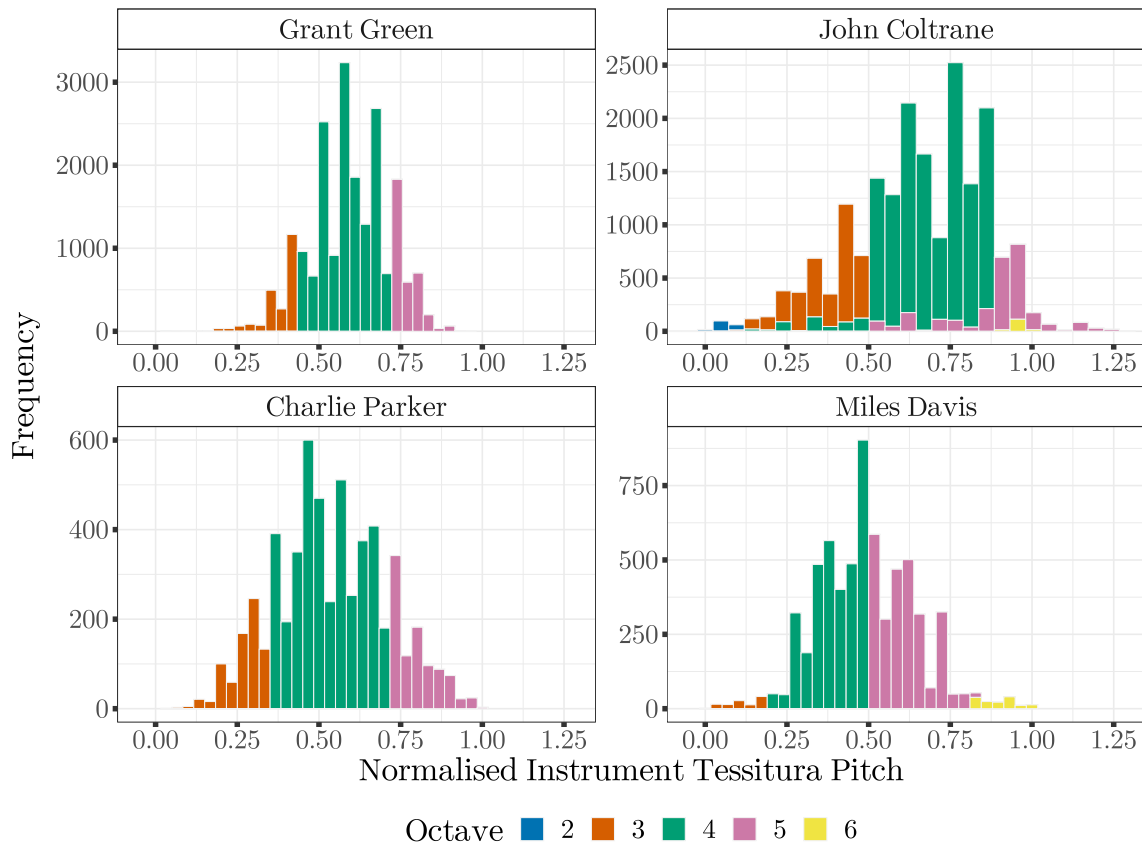 Grant Green
John Coltrane
3000
2000
1000
0
2500
2000
1500
1000
500
0
0.00 0.25 0.50 0.75 1.00 1.25
0.00 0.25 0.50 0.75 1.00 1.25
Frequency
Charlie Parker
Miles Davis
600
400
200
0
750
500
250
0
0.00 0.25 0.50 0.75 1.00 1.25
0.00 0.25 0.50 0.75 1.00 1.25
Normalised Instrument Tessitura Pitch
Octave 2 3 4 5 6